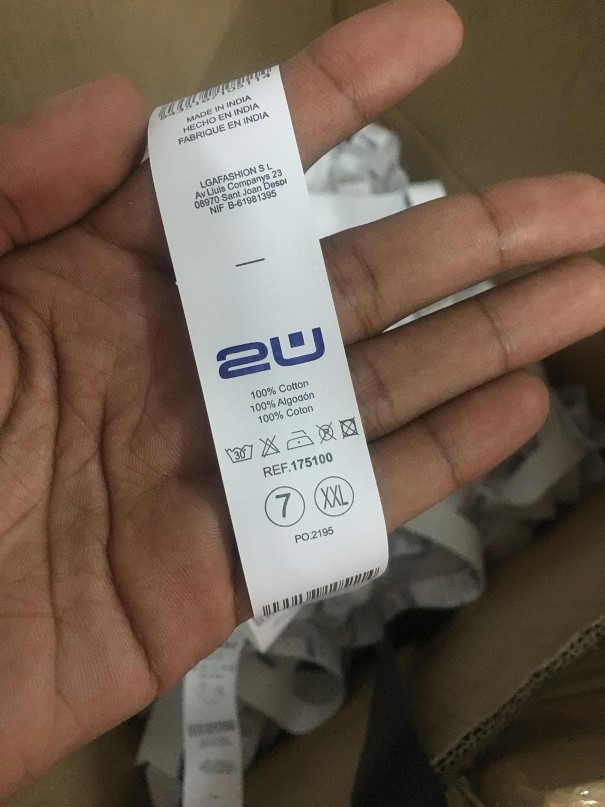 MADE IN INDIA
HECHO EN INDIA
FABRIQUE EN INDIA
LGAFASHION S L
Av Lluis Companys 23
08970 Sant Joan Despi
NIF B-61981395
2W
100% Cotton
100% Algodón
100% Coton
30°
REF.175100
7 XXL
PO.2195